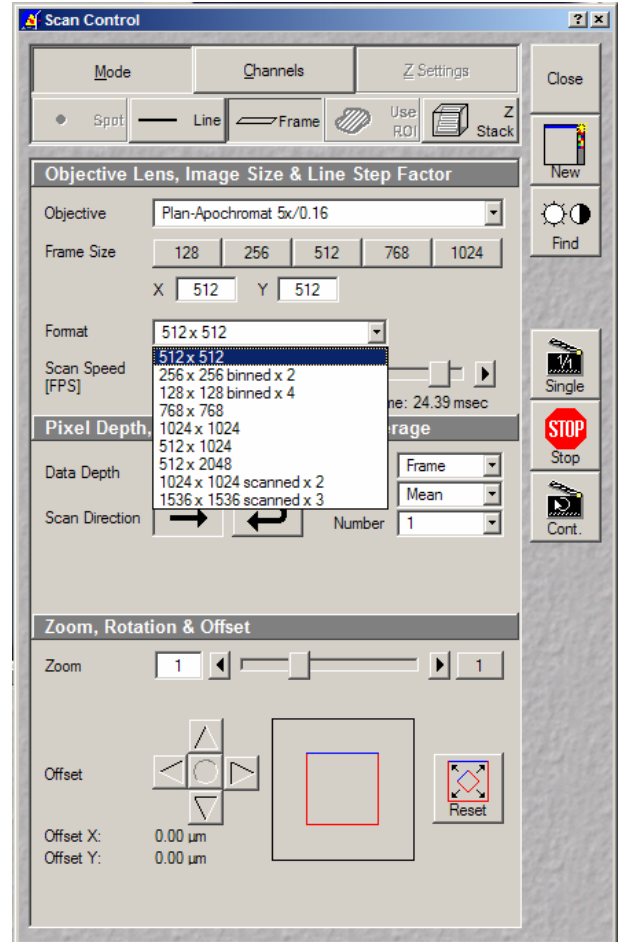 Scan Control
Mode Channels Z Settings Close
Spot Line Frame Use ROI Z Stack
New
Objective Lens, Image Size & Line Step Factor
Objective Plan-Apochromat 5x/0.16
Find
Frame Size 128 256 512 768 1024
X 512 Y 512
Format 512 x 512
512 x 512
256 x 256 binned x 2
128 x 128 binned x 4
768 x 768
1024 x 1024
512 x 1024
512 x 2048
1024 x 1024 scanned x 2
1536 x 1536 scanned x 3
Scan Speed
[FPS]
me: 24.39 msec
1/1
Single
Pixel Depth, erage
STOP
Stop
Data Depth Frame
Mean
Scan Direction Number 1
Cont.
Zoom, Rotation & Offset
Zoom 1 1
Offset
Reset
Offset X: 0.00 µm
Offset Y: 0.00 µm